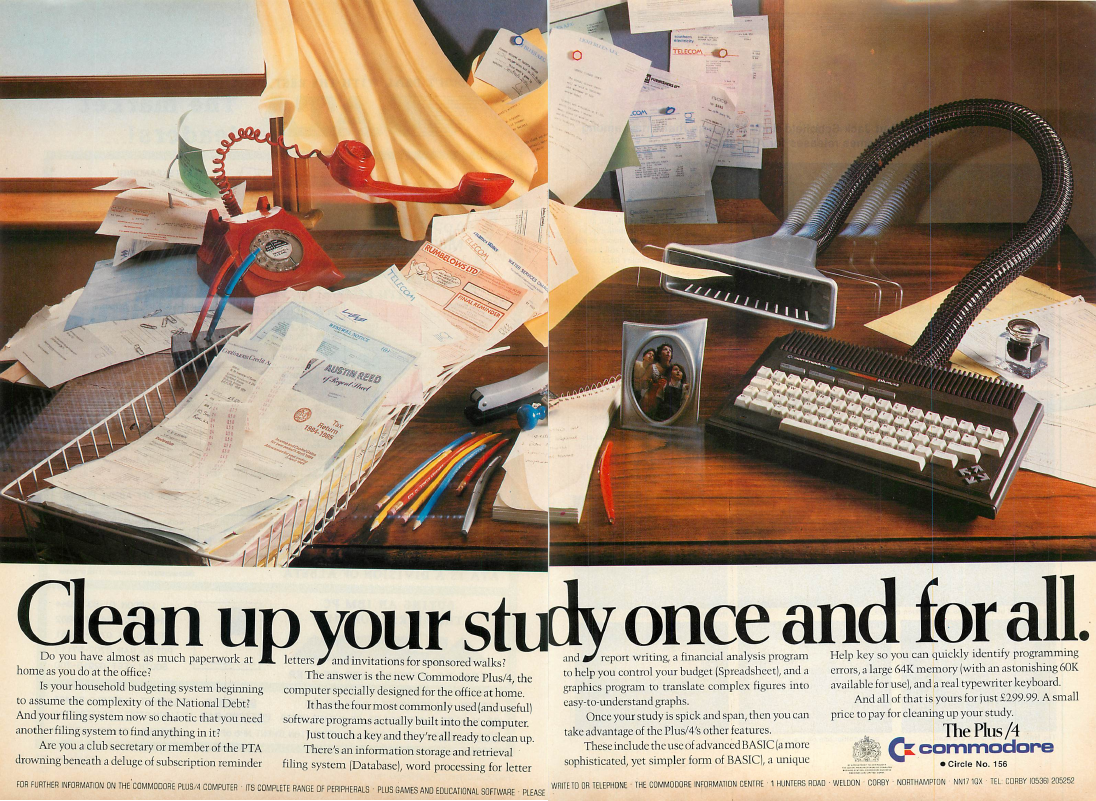 TELECOM
TELECOM
RUMBELOWS LTD
FINAL REMINDER
TELECOM
RENEWAL NOTICE
AUSTIN REED
of Regent Street
Tax
Return
1984-1985
Clean up your study once and for all.
Do you have almost as much paperwork at
home as you do at the office?
Is your household budgeting system beginning
to assume the complexity of the National Debt?
And your filing system now so chaotic that you need
another filing system to find anything in it?
Are you a club secretary or member of the PTA
drowning beneath a deluge of subscription reminder
letters and invitations for sponsored walks?
The answer is the new Commodore Plus/4, the
computer specially designed for the office at home.
It has the four most commonly used (and useful)
software programs actually built into the computer.
Just touch a key and they're all ready to clean up.
There's an information storage and retrieval
filing system (Database), word processing for letter
and report writing, a financial analysis program
to help you control your budget (Spreadsheet), and a
graphics program to translate complex figures into
easy-to-understand graphs.
Once your study is spick and span, then you can
take advantage of the Plus/4's other features.
These include the use of advanced BASIC (a more
sophisticated, yet simpler form of BASIC), a unique
Help key so you can quickly identify programming
errors, a large 64K memory (with an astonishing 60K
available for use), and a real typewriter keyboard.
And all of that is yours for just £299.99. A small
price to pay for cleaning up your study.
The Plus/4
commodore
• Circle No. 156
FOR FURTHER INFORMATION ON THE COMMODORE PLUS/4 COMPUTER · ITS COMPLETE RANGE OF PERIPHERALS · PLUS GAMES AND EDUCATIONAL SOFTWARE · PLEASE WRITE TO OR TELEPHONE · THE COMMODORE INFORMATION CENTRE · 1 HUNTERS ROAD · WELDON · CORBY · NORTHAMPTON · NN17 1QX · TEL: CORBY (0536) 205252